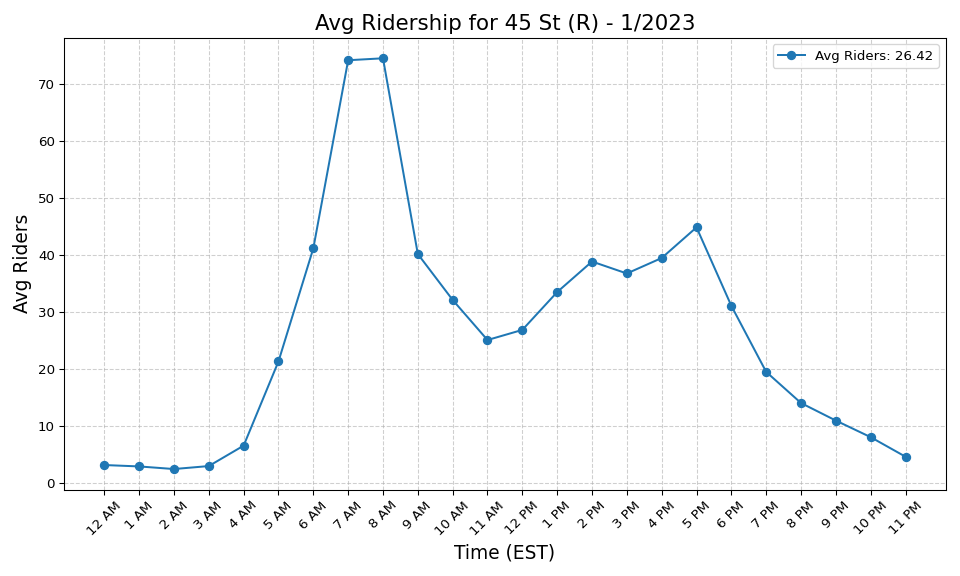 Avg Ridership for 45 St (R) - 1/2023
Avg Riders: 26.42
Avg Riders
70
60
50
40
30
20
10
0
12 AM
1 AM
2 AM
3 AM
4 AM
5 AM
6 AM
7 AM
8 AM
9 AM
10 AM
11 AM
12 PM
1 PM
2 PM
3 PM
4 PM
5 PM
6 PM
7 PM
8 PM
9 PM
10 PM
11 PM
Time (EST)